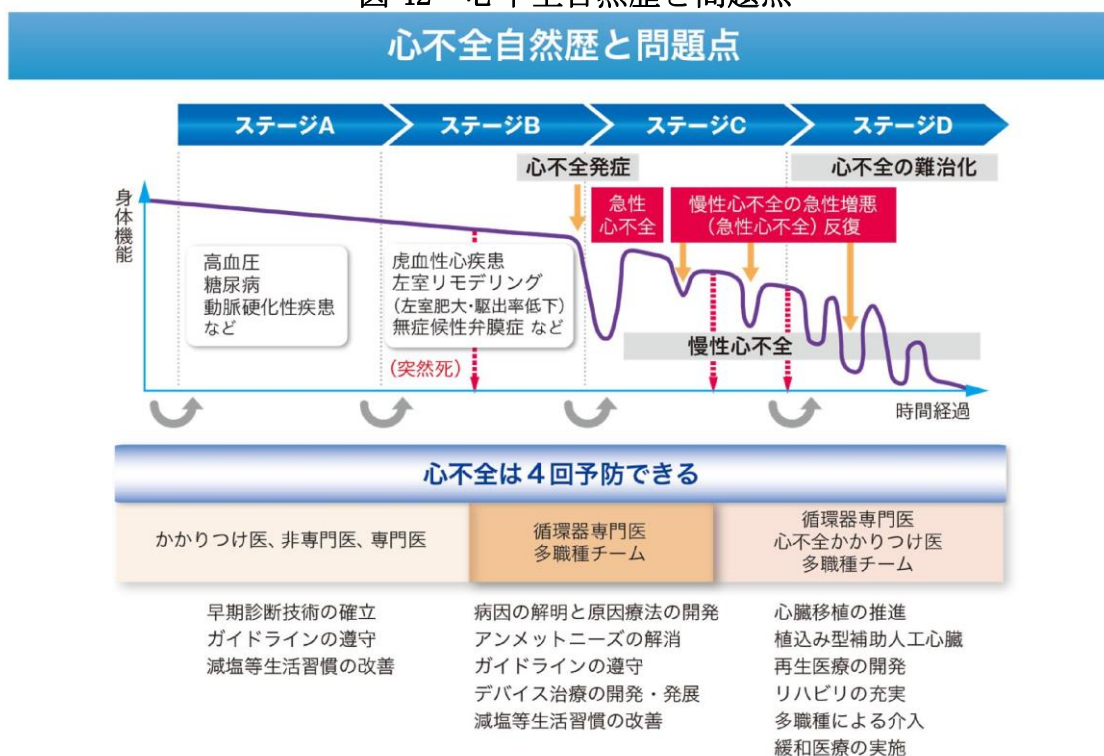 図 42 心不全自然歴と問題点
心不全自然歴と問題点
ステージA
ステージB
ステージC
ステージD
心不全発症
心不全の難治化
身体機能
急性
心不全
慢性心不全の急性増悪
(急性心不全)反復
高血圧
糖尿病
動脈硬化性疾患
など
虚血性心疾患
左室リモデリング
(左室肥大・駆出率低下)
無症候性弁膜症 など
慢性心不全
(突然死)
時間経過
心不全は4回予防できる
かかりつけ医、非専門医、専門医
循環器専門医
多職種チーム
循環器専門医
心不全かかりつけ医
多職種チーム
早期診断技術の確立
ガイドラインの遵守
減塩等生活習慣の改善
病因の解明と原因療法の開発
アンメットニーズの解消
ガイドラインの遵守
デバイス治療の開発・発展
減塩等生活習慣の改善
心臓移植の推進
植込み型補助人工心臓
再生医療の開発
リハビリの充実
多職種による介入
緩和医療の実施